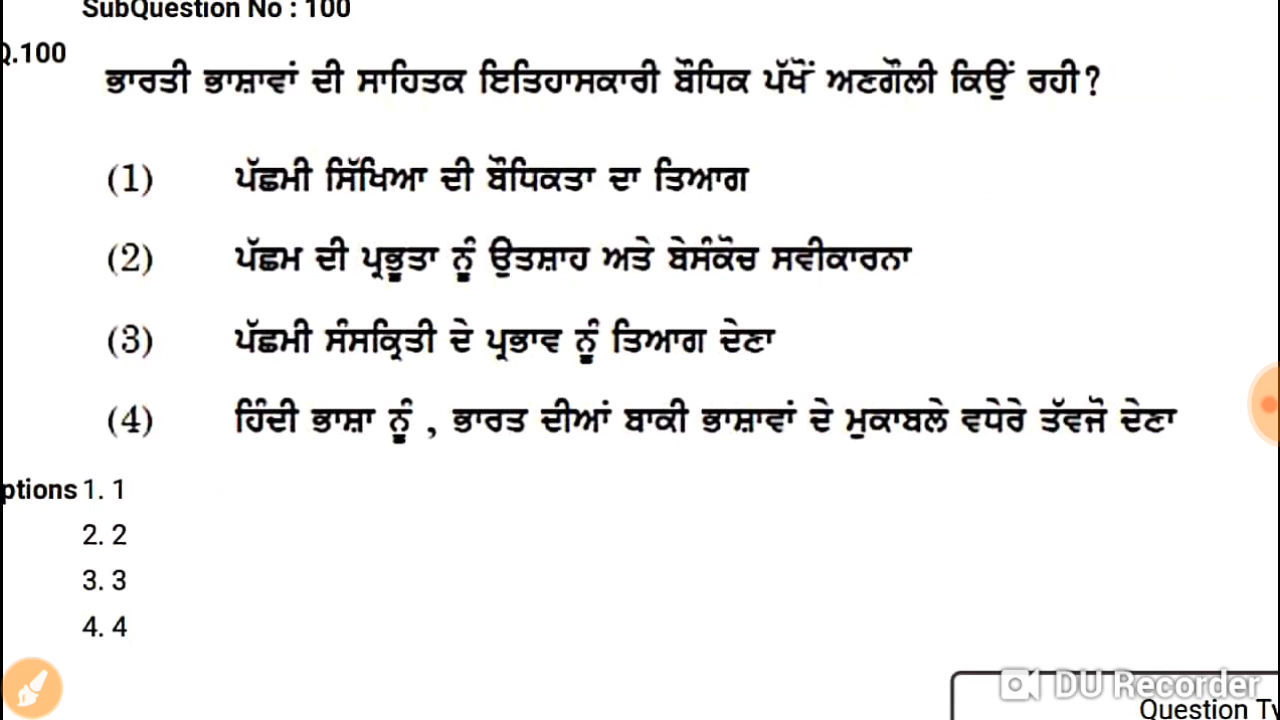 SubQuestion No : 100
Q.100
ਭਾਰਤੀ ਭਾਸ਼ਾਵਾਂ ਦੀ ਸਾਹਿਤਕ ਇਤਿਹਾਸਕਾਰੀ ਬੌਧਿਕ ਪੱਖੋਂ ਅਣਗੌਲੀ ਕਿਉਂ ਰਹੀ?
(1) ਪੱਛਮੀ ਸਿੱਖਿਆ ਦੀ ਬੌਧਿਕਤਾ ਦਾ ਤਿਆਗ
(2) ਪੱਛਮ ਦੀ ਪ੍ਰਭੂਤਾ ਨੂੰ ਉਤਸ਼ਾਹ ਅਤੇ ਬੇਸੰਕੋਚ ਸਵੀਕਾਰਨਾ
(3) ਪੱਛਮੀ ਸੰਸਕ੍ਰਿਤੀ ਦੇ ਪ੍ਰਭਾਵ ਨੂੰ ਤਿਆਗ ਦੇਣਾ
(4) ਹਿੰਦੀ ਭਾਸ਼ਾ ਨੂੰ , ਭਾਰਤ ਦੀਆਂ ਬਾਕੀ ਭਾਸ਼ਾਵਾਂ ਦੇ ਮੁਕਾਬਲੇ ਵਧੇਰੇ ਤੱਵਜੋ ਦੇਣਾ
ptions 1. 1
2. 2
3. 3
4. 4
DU Recorder
Question Ty